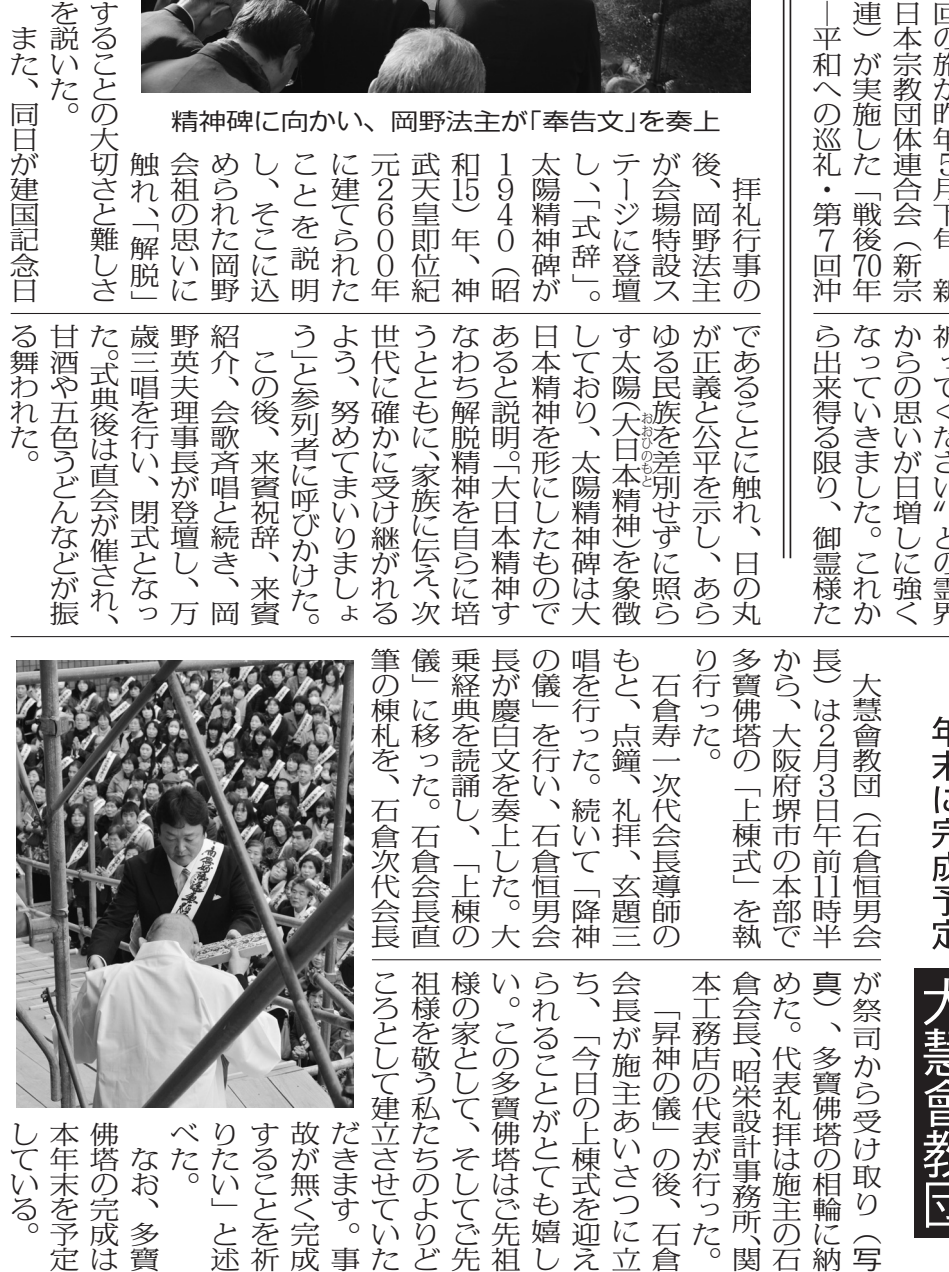 日本宗教団体連合会（新宗
連）が実施した「戦後70年
―平和への巡礼・第７回沖
祈ってください〃との霊界
からの思いが日増しに強く
なっていきました。これか
ら出来得る限り、御霊様た
精神碑に向かい、岡野法主が「奉告文」を奏上
拝礼行事の
後、岡野法主
が会場特設ス
テージに登壇
し、「式辞」。
太陽精神碑が
１９４０（昭
和15）年、神
武天皇即位紀
元２６００年
に建てられた
ことを説明
し、そこに込
められた岡野
会祖の思いに
触れ、「解脱」
することの大切さと難しさ
を説いた。
また、同日が建国記念日
であることに触れ、日の丸
が正義と公平を示し、あら
ゆる民族を差別せずに照ら
す太陽（大日本精神）を象徴
おおひのもと
しており、太陽精神碑は大
日本精神を形にしたもので
あると説明。「大日本精神す
なわち解脱精神を自らに培
うとともに、家族に伝え、次
世代に確かに受け継がれる
よう、努めてまいりましょ
う」と参列者に呼びかけた。
この後、来賓祝辞、来賓
紹介、会歌斉唱と続き、岡
野英夫理事長が登壇し、万
歳三唱を行い、閉式となっ
た。式典後は直会が催され、
甘酒や五色うどんなどが振
る舞われた。
年末に完成予定
大慧會教団
大慧會教団（石倉恒男会
長）は２月３日午前11時半
から、大阪府堺市の本部で
多寶佛塔の「上棟式」を執
り行った。
石倉寿一次代会長導師の
もと、点鐘、礼拝、玄題三
唱を行った。続いて「降神
の儀」を行い、石倉恒男会
長が慶白文を奏上した。大
乗経典を読誦し、「上棟の
儀」に移った。石倉会長直
筆の棟札を、石倉次代会長
が祭司から受け取り（写
真）、多寶佛塔の相輪に納
めた。代表礼拝は施主の石
倉会長、昭栄設計事務所、関
本工務店の代表が行った。
「昇神の儀」の後、石倉
会長が施主あいさつに立
ち、「今日の上棟式を迎え
られることがとても嬉し
い。この多寶佛塔はご先祖
様の家として、そしてご先
祖様を敬う私たちのよりど
ころとして建立させていた
だきます。事
故が無く完成
することを祈
りたい」と述
べた。
なお、多寶
佛塔の完成は
本年末を予定
している。